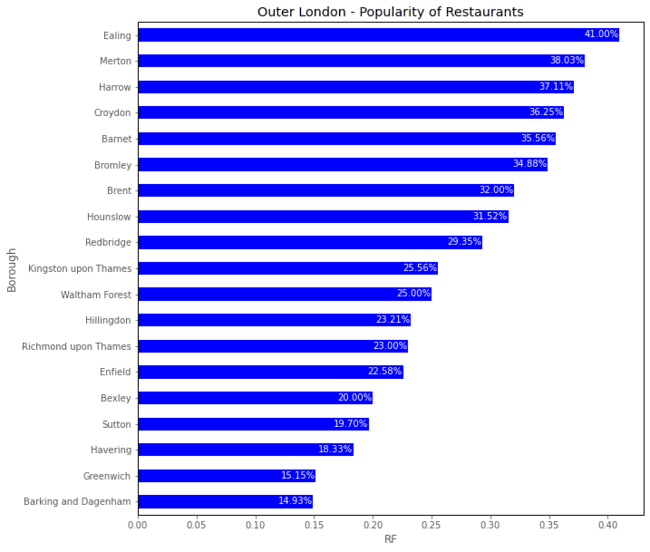 Outer London - Popularity of Restaurants
Ealing 41.00%
Merton 38.03%
Harrow 37.11%
Croydon 36.25%
Barnet 35.56%
Bromley 34.88%
Brent 32.00%
Hounslow 31.52%
Redbridge 29.35%
Kingston upon Thames 25.56%
Waltham Forest 25.00%
Hillingdon 23.21%
Richmond upon Thames 23.00%
Enfield 22.58%
Bexley 20.00%
Sutton 19.70%
Havering 18.33%
Greenwich 15.15%
Barking and Dagenham 14.93%
Borough
0.00 0.05 0.10 0.15 0.20 0.25 0.30 0.35 0.40
RF